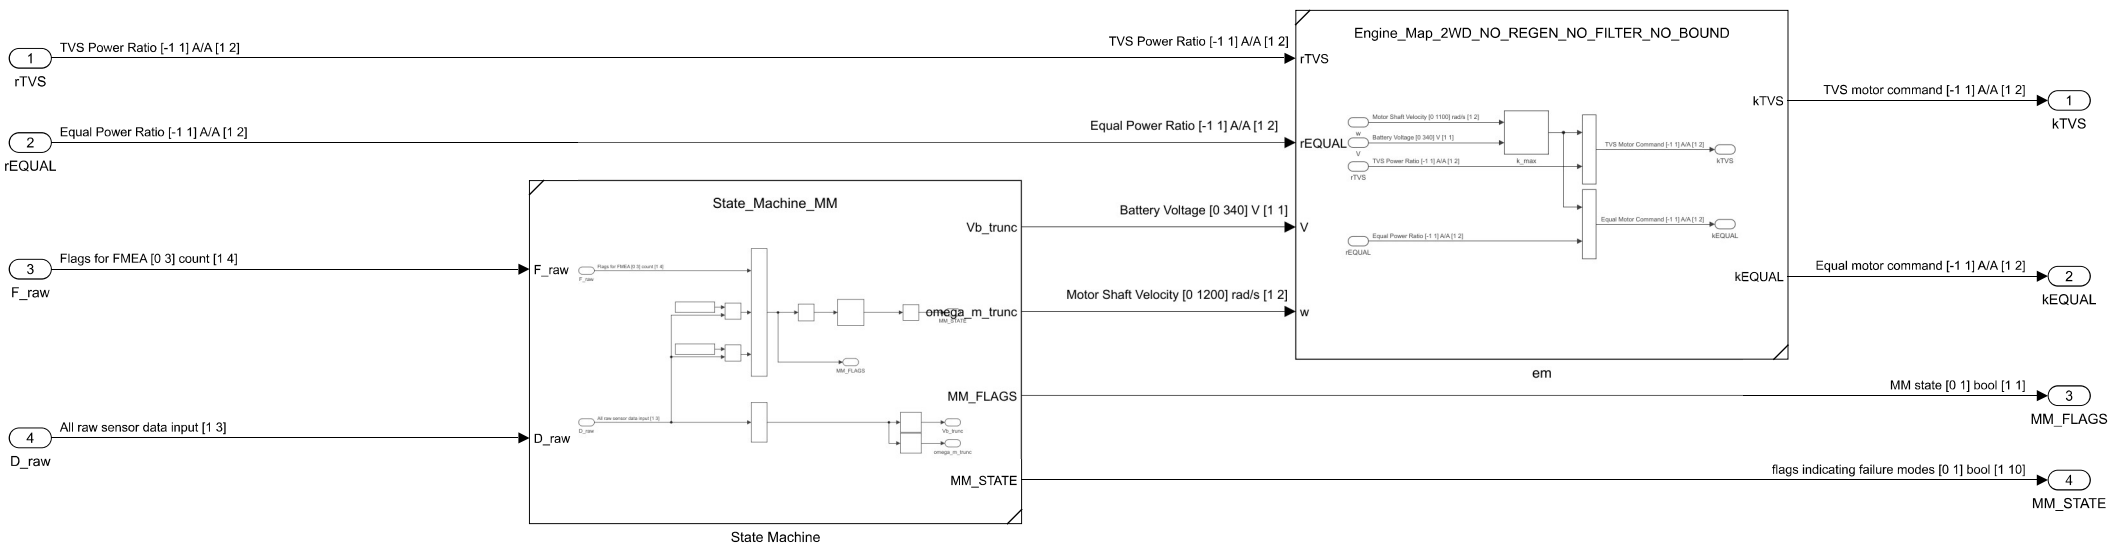 TVS Power Ratio [-1 1] A/A [1 2]
1
rTVS
Equal Power Ratio [-1 1] A/A [1 2]
2
rEQUAL
Flags for FMEA [0 3] count [1 4]
3
F_raw
All raw sensor data input [1 3]
4
D_raw
State_Machine_MM
F_raw
Flags for FMEA [0 3] count [1 4]
F_raw
MM_STATE
MM_FLAGS
D_raw
All raw sensor data input [1 3]
D_raw
Vb_trunc
omega_m_trunc
Vb_trunc
omega_m_trunc
MM_FLAGS
MM_STATE
State Machine
TVS Power Ratio [-1 1] A/A [1 2]
Equal Power Ratio [-1 1] A/A [1 2]
Battery Voltage [0 340] V [1 1]
Motor Shaft Velocity [0 1200] rad/s [1 2]
Engine_Map_2WD_NO_REGEN_NO_FILTER_NO_BOUND
rTVS
rEQUAL
V
w
Motor Shaft Velocity [0 1100] rad/s [1 2]
w
Battery Voltage [0 340] V [1 1]
V
TVS Power Ratio [-1 1] A/A [1 2]
rTVS
k_max
Equal Power Ratio [-1 1] A/A [1 2]
rEQUAL
TVS Motor Command [-1 1] A/A [1 2]
kTVS
Equal Motor Command [-1 1] A/A [1 2]
kEQUAL
kTVS
kEQUAL
em
TVS motor command [-1 1] A/A [1 2]
1
kTVS
Equal motor command [-1 1] A/A [1 2]
2
kEQUAL
MM state [0 1] bool [1 1]
3
MM_FLAGS
flags indicating failure modes [0 1] bool [1 10]
4
MM_STATE